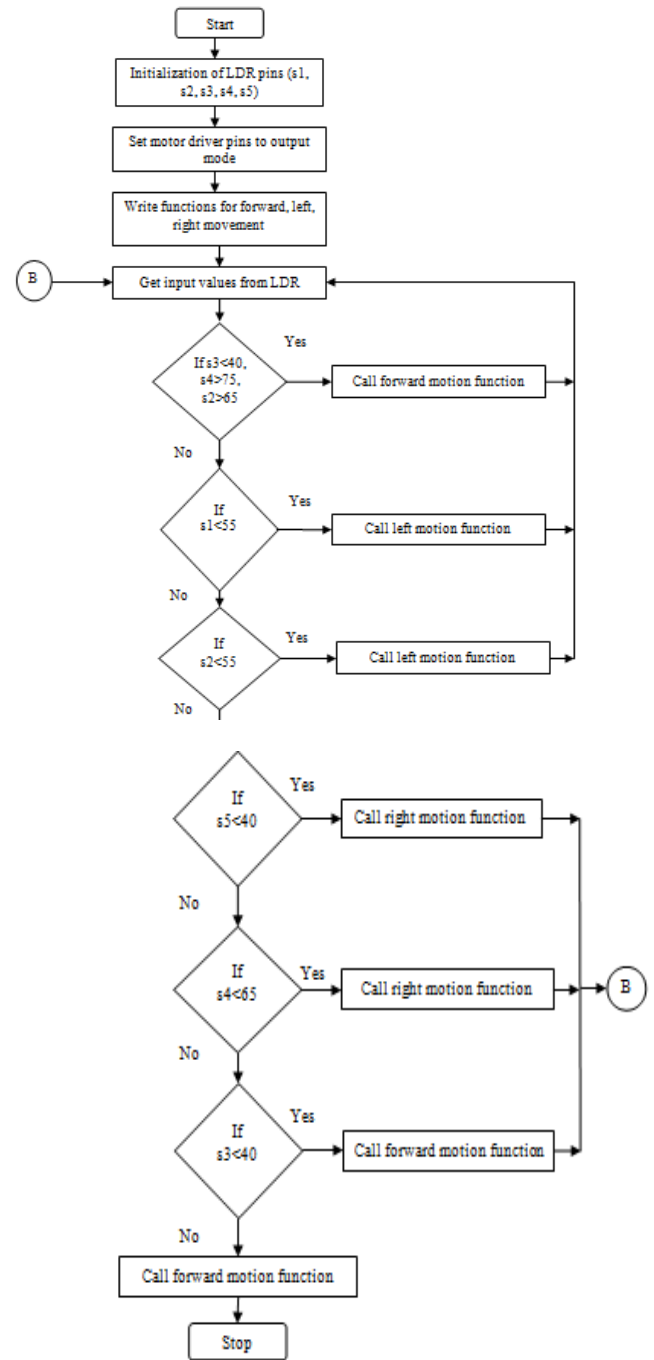 Start
Initialization of LDR pins (s1,
s2, s3, s4, s5)
Set motor driver pins to output
mode
Write functions for forward, left,
right movement
B
Get input values from LDR
If s3<40,
s4>75,
s2>65
Yes
Call forward motion function
No
If
s1<55
Yes
Call left motion function
No
If
s2<55
Yes
Call left motion function
No
If
s5<40
Yes
Call right motion function
No
If
s4<65
Yes
Call right motion function
B
No
If
s3<40
Yes
Call forward motion function
No
Call forward motion function
Stop